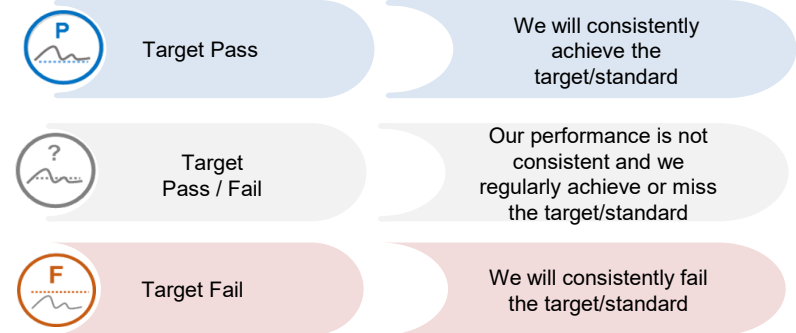 P
Target Pass
We will consistently
achieve the
target/standard
?
Target
Pass / Fail
Our performance is not
consistent and we
regularly achieve or miss
the target/standard
F
Target Fail
We will consistently fail
the target/standard